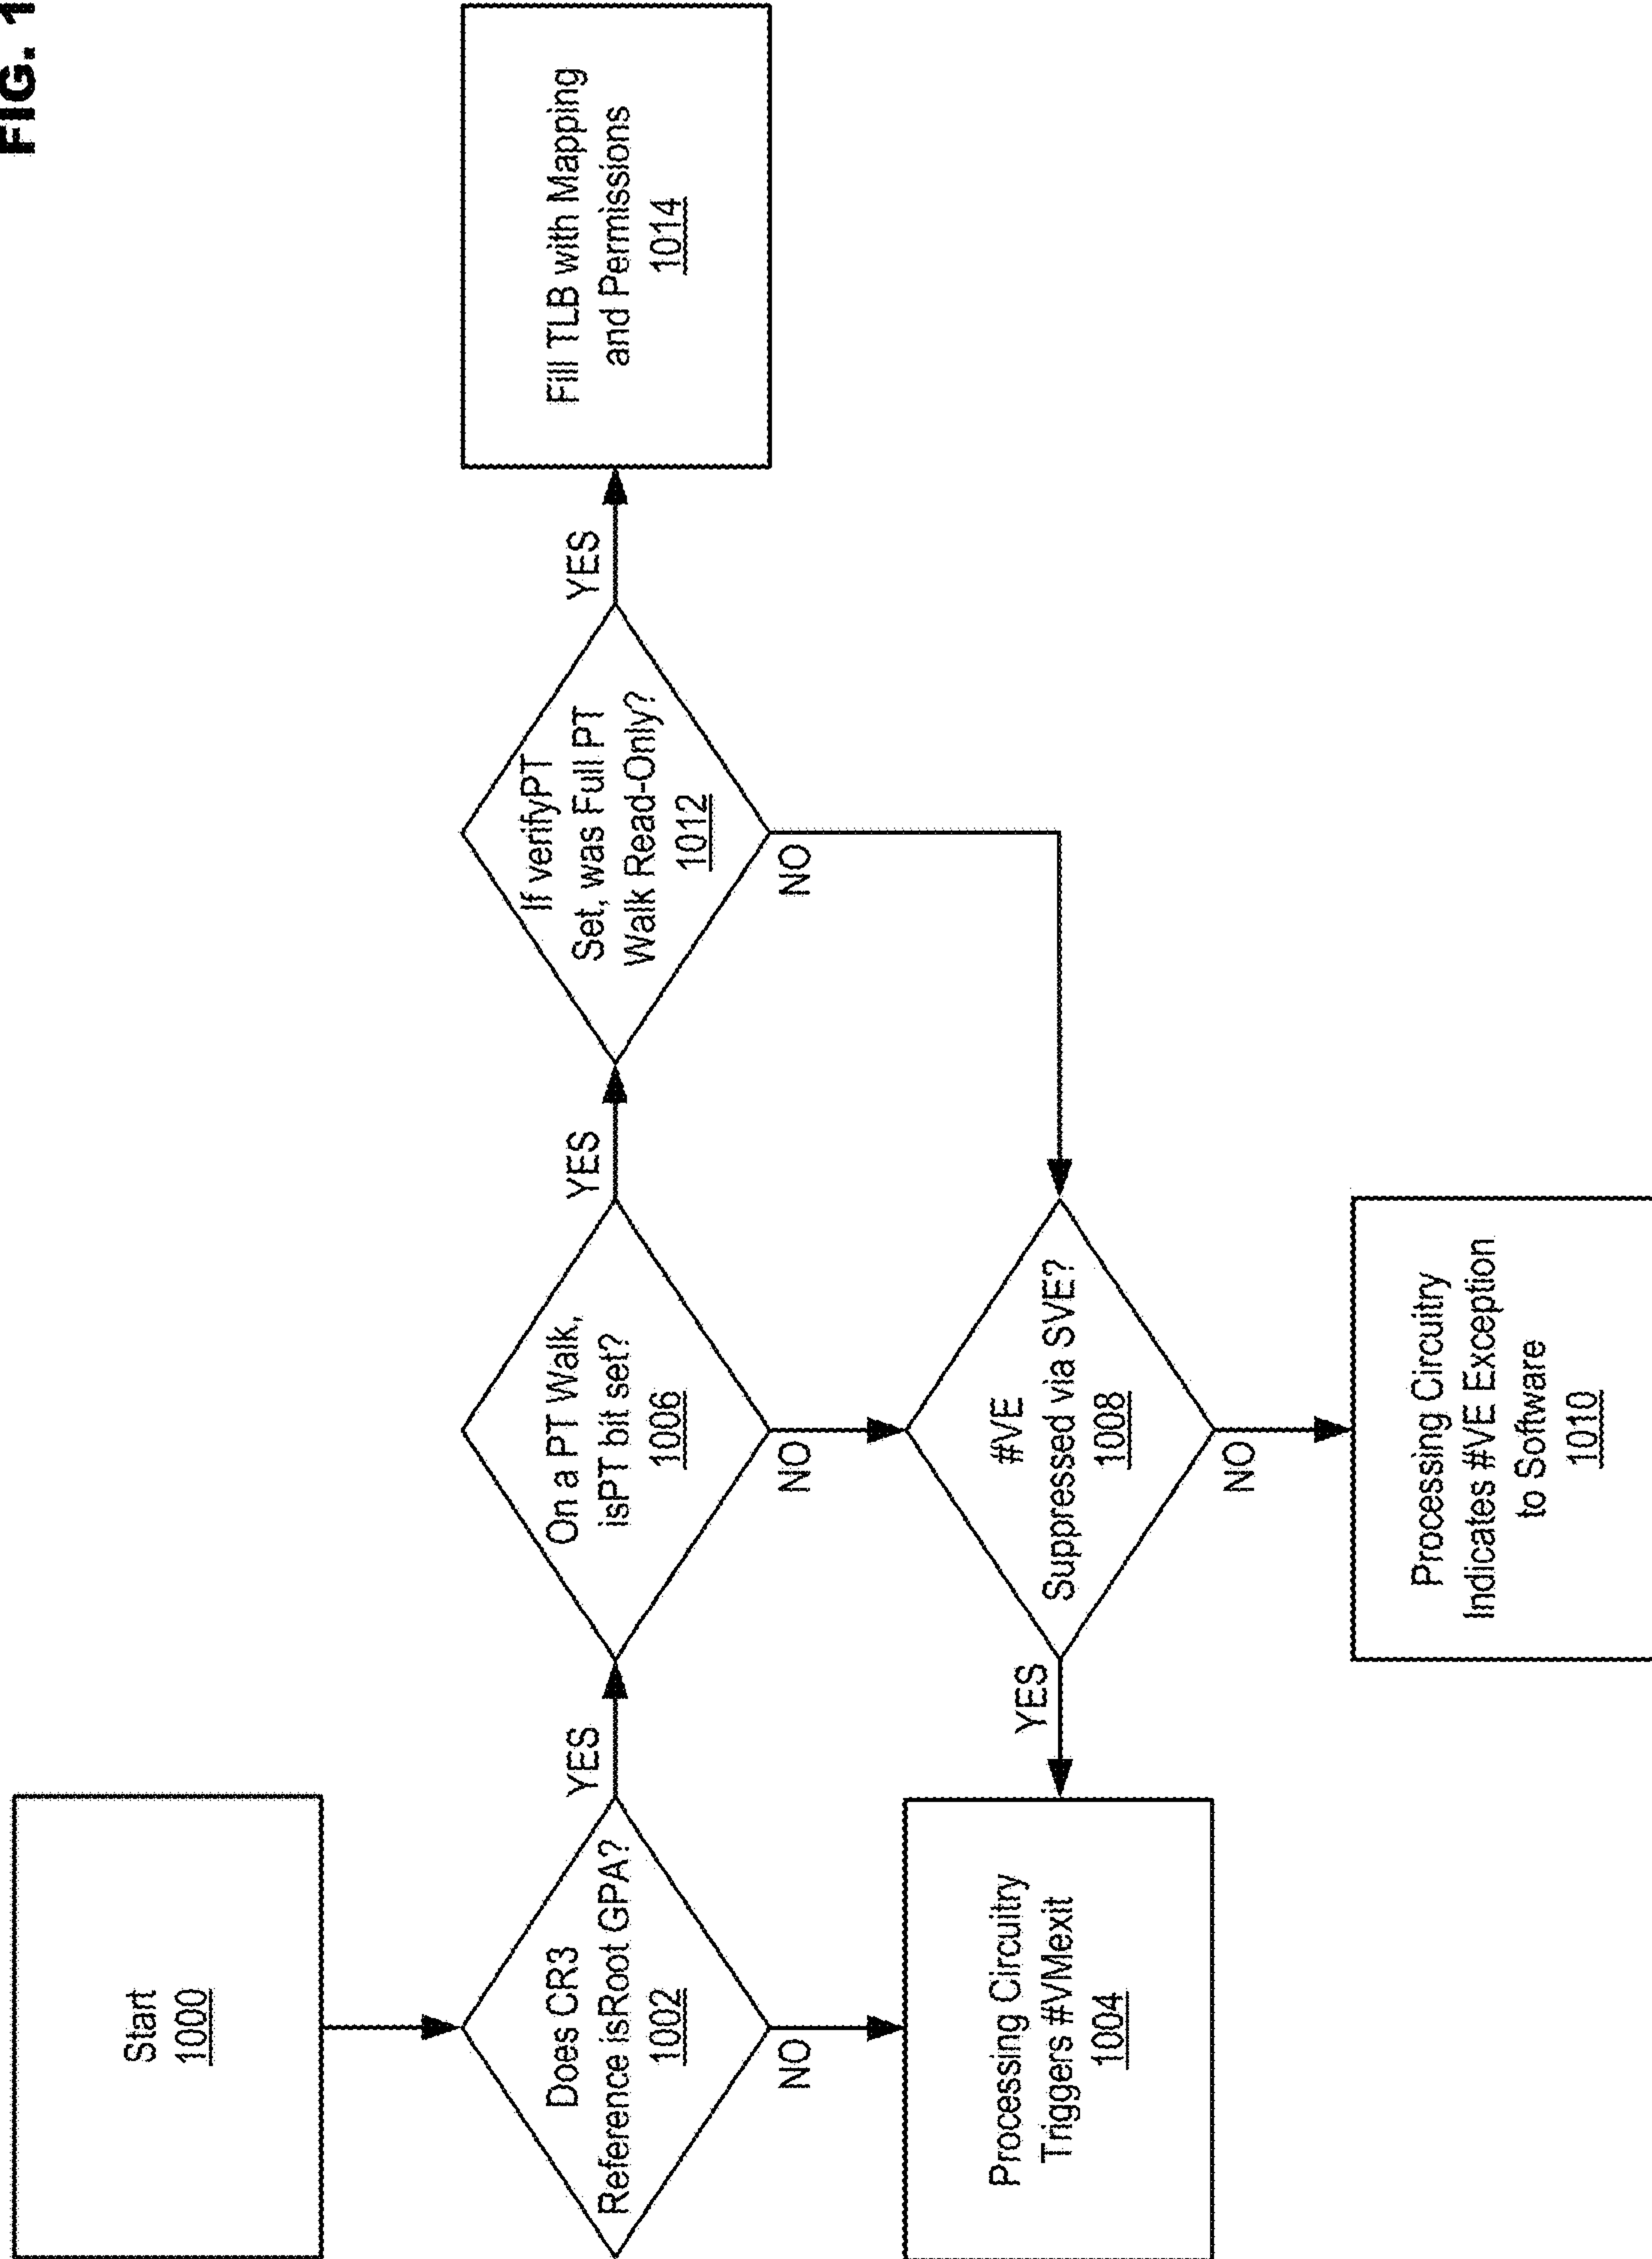 FIG. 1
Start
1000
Does CR3
Reference isRoot GPA?
1002
YES
NO
Processing Circuitry
Triggers #VMexit
1004
On a PT Walk,
isPT bit set?
1006
YES
NO
#VE
Suppressed via SVE?
1008
YES
NO
Processing Circuitry
Indicates #VE Exception
to Software
1010
If verifyPT
Set, was Full PT
Walk Read-Only?
1012
YES
NO
Fill TLB with Mapping
and Permissions
1014